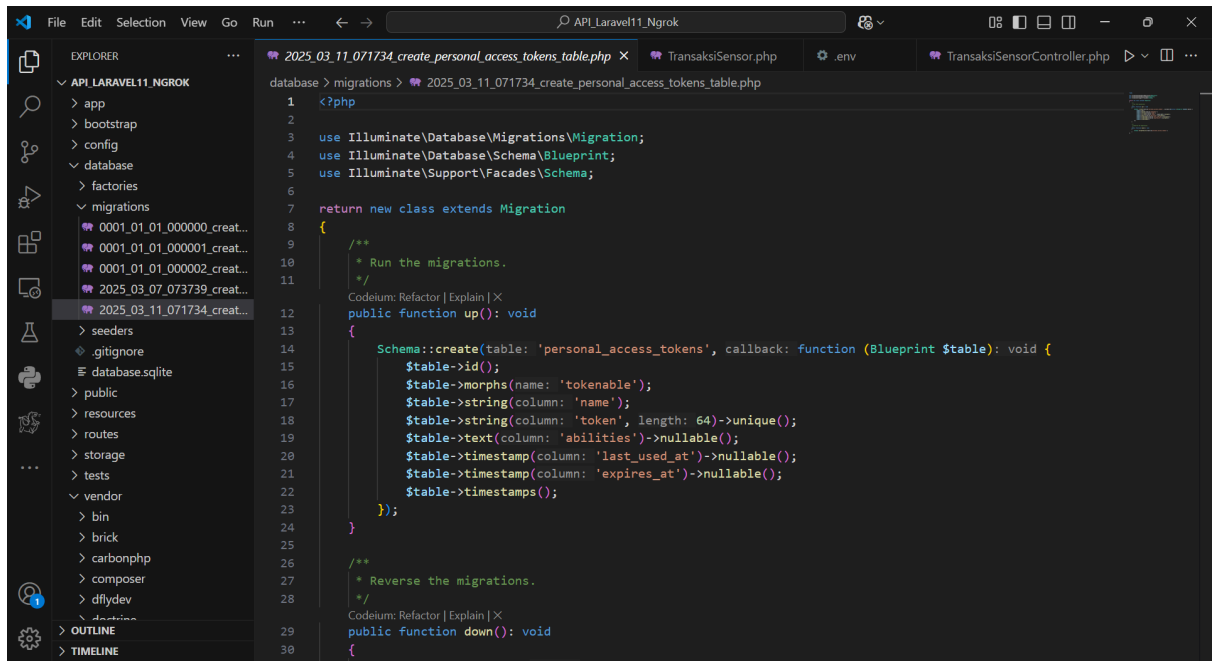 File Edit Selection View Go Run ··· API_Laravel11_Ngrok
EXPLORER ···
API_LARAVEL11_NGROK
app
bootstrap
config
database
factories
migrations
0001_01_01_000000_creat...
0001_01_01_000001_creat...
0001_01_01_000002_creat...
2025_03_07_073739_creat...
2025_03_11_071734_creat...
seeders
.gitignore
database.sqlite
public
resources
routes
storage
tests
vendor
bin
brick
carbonphp
composer
dflydev
OUTLINE
TIMELINE
1
2025_03_11_071734_create_personal_access_tokens_table.php TransaksiSensor.php .env TransaksiSensorController.php ···
database > migrations > 2025_03_11_071734_create_personal_access_tokens_table.php
1 <?php
2
3 use Illuminate\Database\Migrations\Migration;
4 use Illuminate\Database\Schema\Blueprint;
5 use Illuminate\Support\Facades\Schema;
6
7 return new class extends Migration
8 {
9 /**
10 * Run the migrations.
11 */
Codeium: Refactor | Explain | ×
12 public function up(): void
13 {
14 Schema::create(table: 'personal_access_tokens', callback: function (Blueprint $table): void {
15 $table->id();
16 $table->morphs(name: 'tokenable');
17 $table->string(column: 'name');
18 $table->string(column: 'token', length: 64)->unique();
19 $table->text(column: 'abilities')->nullable();
20 $table->timestamp(column: 'last_used_at')->nullable();
21 $table->timestamp(column: 'expires_at')->nullable();
22 $table->timestamps();
23 });
24 }
25
26 /**
27 * Reverse the migrations.
28 */
Codeium: Refactor | Explain | ×
29 public function down(): void
30 {